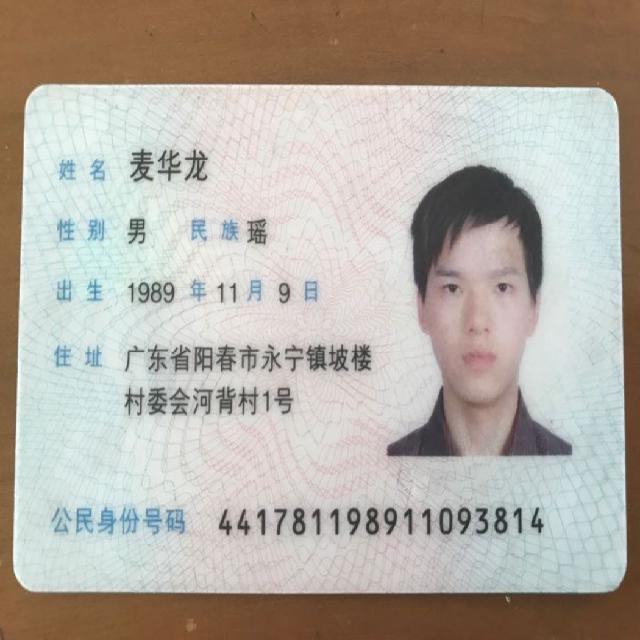 姓名 麦华龙
性别 男 民族 瑶
出生 1989 年 11 月 9 日
住址 广东省阳春市永宁镇坡楼
村委会河背村1号
公民身份号码 441781198911093814